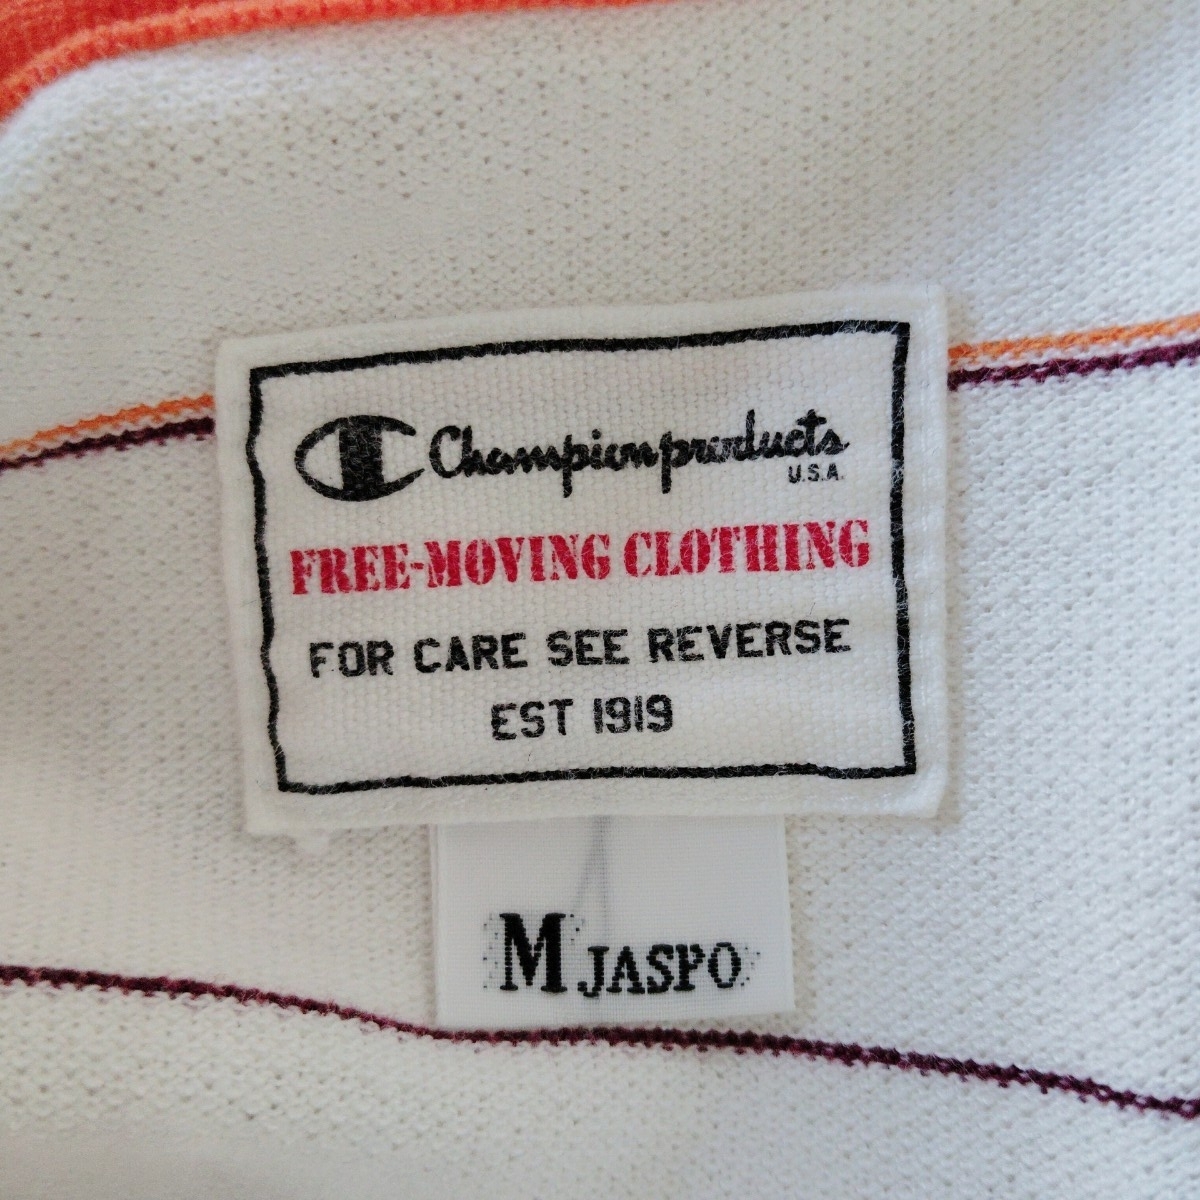 Champion products
U.S.A.
FREE-MOVING CLOTHING
FOR CARE SEE REVERSE
EST 1919
M JASPO